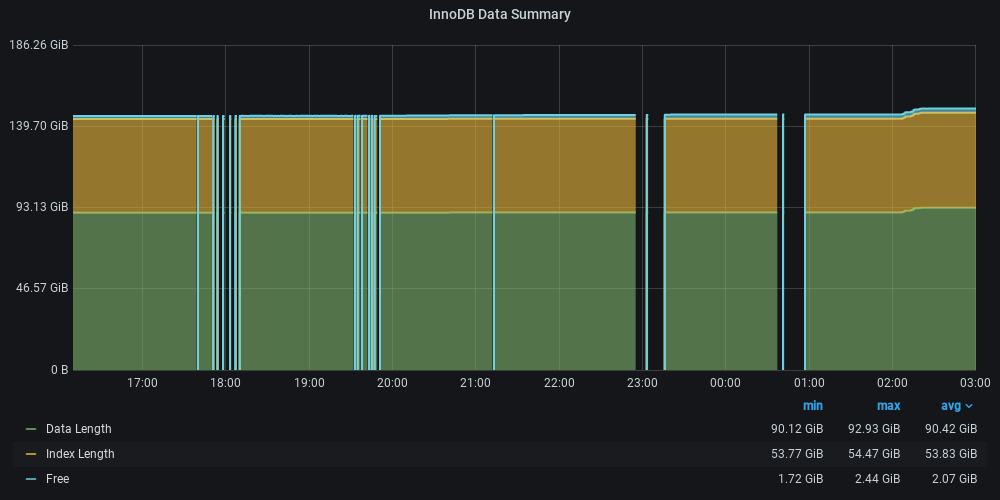 InnoDB Data Summary
186.26 GiB
139.70 GiB
93.13 GiB
46.57 GiB
0 B
17:00 18:00 19:00 20:00 21:00 22:00 23:00 00:00 01:00 02:00 03:00
min max avg
Data Length 90.12 GiB 92.93 GiB 90.42 GiB
Index Length 53.77 GiB 54.47 GiB 53.83 GiB
Free 1.72 GiB 2.44 GiB 2.07 GiB